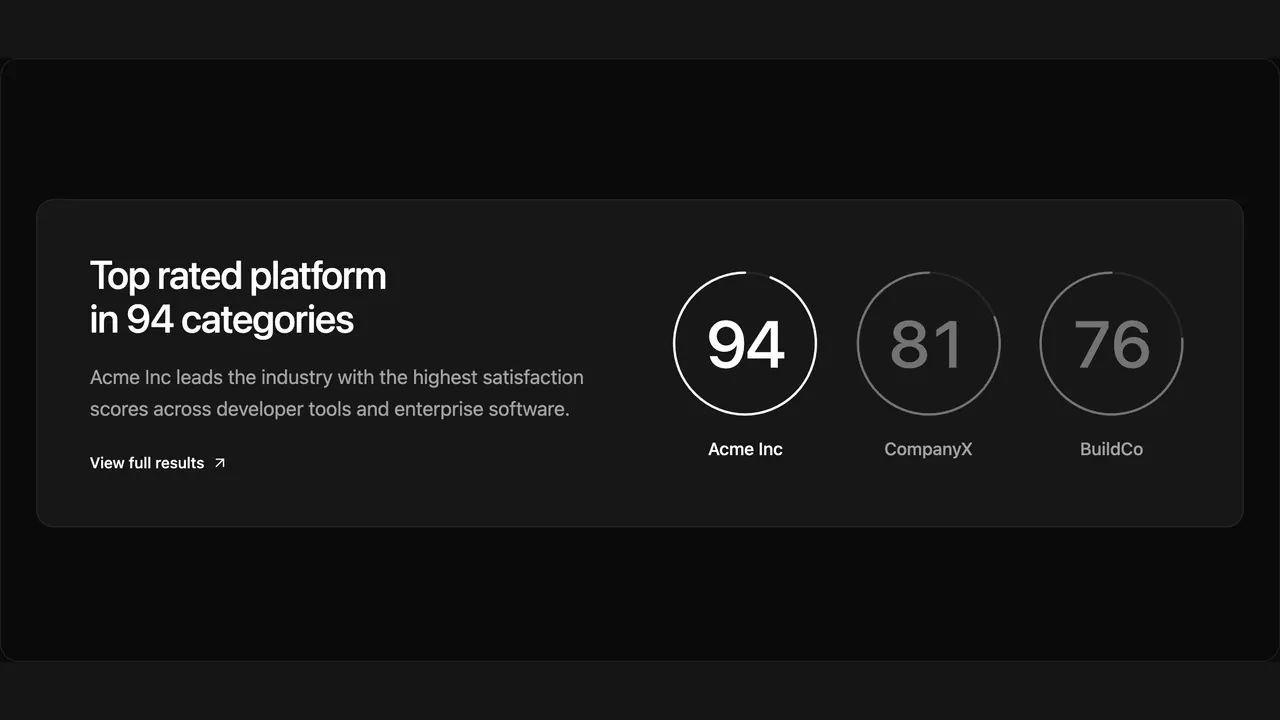 Top rated platform
in 94 categories
Acme Inc leads the industry with the highest satisfaction
scores across developer tools and enterprise software.
View full results
94
Acme Inc
81
CompanyX
76
BuildCo